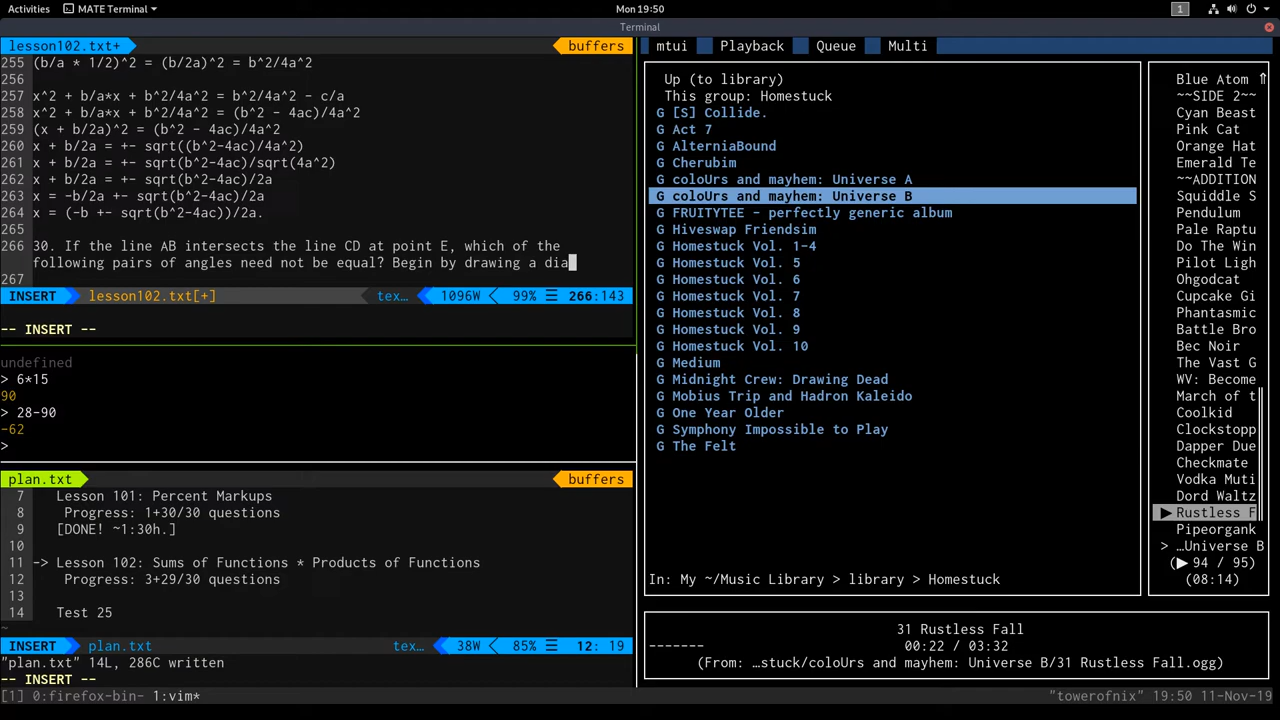 Activities MATE Terminal Mon 19:50 1
Terminal
lesson102.txt+ buffers
255 (b/a * 1/2)^2 = (b/2a)^2 = b^2/4a^2
256
257 x^2 + b/a*x + b^2/4a^2 = b^2/4a^2 - c/a
258 x^2 + b/a*x + b^2/4a^2 = (b^2 - 4ac)/4a^2
259 (x + b/2a)^2 = (b^2 - 4ac)/4a^2
260 x + b/2a = +- sqrt((b^2-4ac)/4a^2)
261 x + b/2a = +- sqrt(b^2-4ac)/sqrt(4a^2)
262 x + b/2a = +- sqrt(b^2-4ac)/2a
263 x = -b/2a +- sqrt(b^2-4ac)/2a
264 x = (-b +- sqrt(b^2-4ac))/2a.
265
266 30. If the line AB intersects the line CD at point E, which of the
following pairs of angles need not be equal? Begin by drawing a dia
267
INSERT lesson102.txt[+] tex… 1096W 99% ☰ 266:143
-- INSERT --
undefined
> 6*15
90
> 28-90
-62
>
plan.txt buffers
7 Lesson 101: Percent Markups
8 Progress: 1+30/30 questions
9 [DONE! ~1:30h.]
10
11 -> Lesson 102: Sums of Functions * Products of Functions
12 Progress: 3+29/30 questions
13
14 Test 25
~
INSERT plan.txt tex… 38W 85% ☰ 12: 19
"plan.txt" 14L, 286C written
-- INSERT --
mtui Playback Queue Multi
Up (to library)
This group: Homestuck
G [S] Collide.
G Act 7
G AlterniaBound
G Cherubim
G coloUrs and mayhem: Universe A
G coloUrs and mayhem: Universe B
G FRUITYTEE - perfectly generic album
G Hiveswap Friendsim
G Homestuck Vol. 1-4
G Homestuck Vol. 5
G Homestuck Vol. 6
G Homestuck Vol. 7
G Homestuck Vol. 8
G Homestuck Vol. 9
G Homestuck Vol. 10
G Medium
G Midnight Crew: Drawing Dead
G Mobius Trip and Hadron Kaleido
G One Year Older
G Symphony Impossible to Play
G The Felt
In: My ~/Music Library > library > Homestuck
Blue Atom ⇑
~~SIDE 2~~
Cyan Beast
Pink Cat
Orange Hat
Emerald Te
~~ADDITION
Squiddle S
Pendulum
Pale Raptu
Do The Win
Pilot Ligh
Ohgodcat
Cupcake Gi
Phantasmic
Battle Bro
Bec Noir
The Vast G
WV: Become
March of t
Coolkid
Clockstopp
Dapper Due
Checkmate
Vodka Muti
Dord Waltz
▶ Rustless F
Pipeorgank
> …Universe B
(▶ 94 / 95)
(08:14)
31 Rustless Fall
------- 00:22 / 03:32
(From: …stuck/coloUrs and mayhem: Universe B/31 Rustless Fall.ogg)
[1] 0:firefox-bin- 1:vim* "towerofnix" 19:50 11-Nov-19